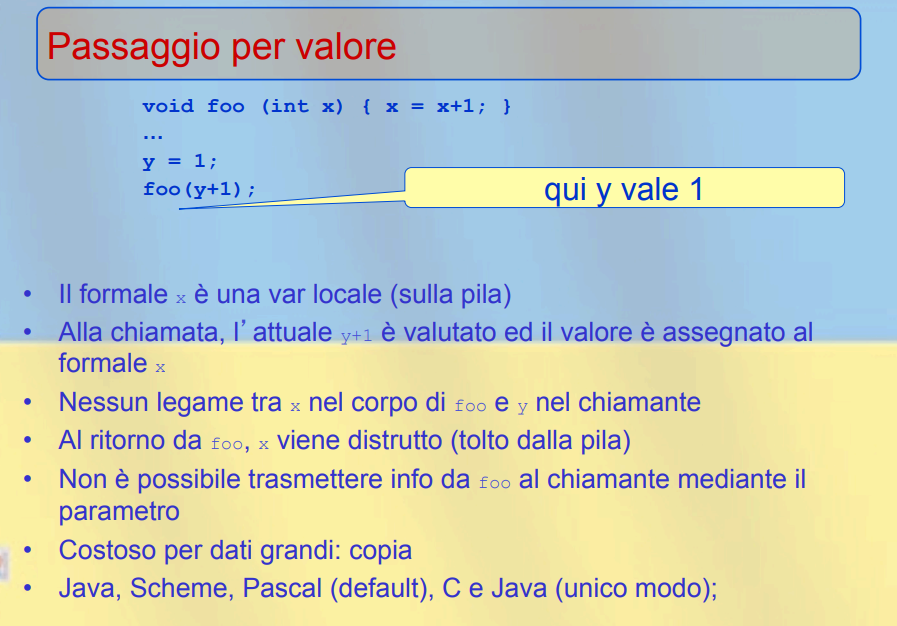 Passaggio per valore
void foo (int x) { x = x+1; }
…
y = 1;
foo(y+1);
qui y vale 1
• Il formale x è una var locale (sulla pila)
• Alla chiamata, l’attuale y+1 è valutato ed il valore è assegnato al
formale x
• Nessun legame tra x nel corpo di foo e y nel chiamante
• Al ritorno da foo, x viene distrutto (tolto dalla pila)
• Non è possibile trasmettere info da foo al chiamante mediante il
parametro
• Costoso per dati grandi: copia
• Java, Scheme, Pascal (default), C e Java (unico modo);